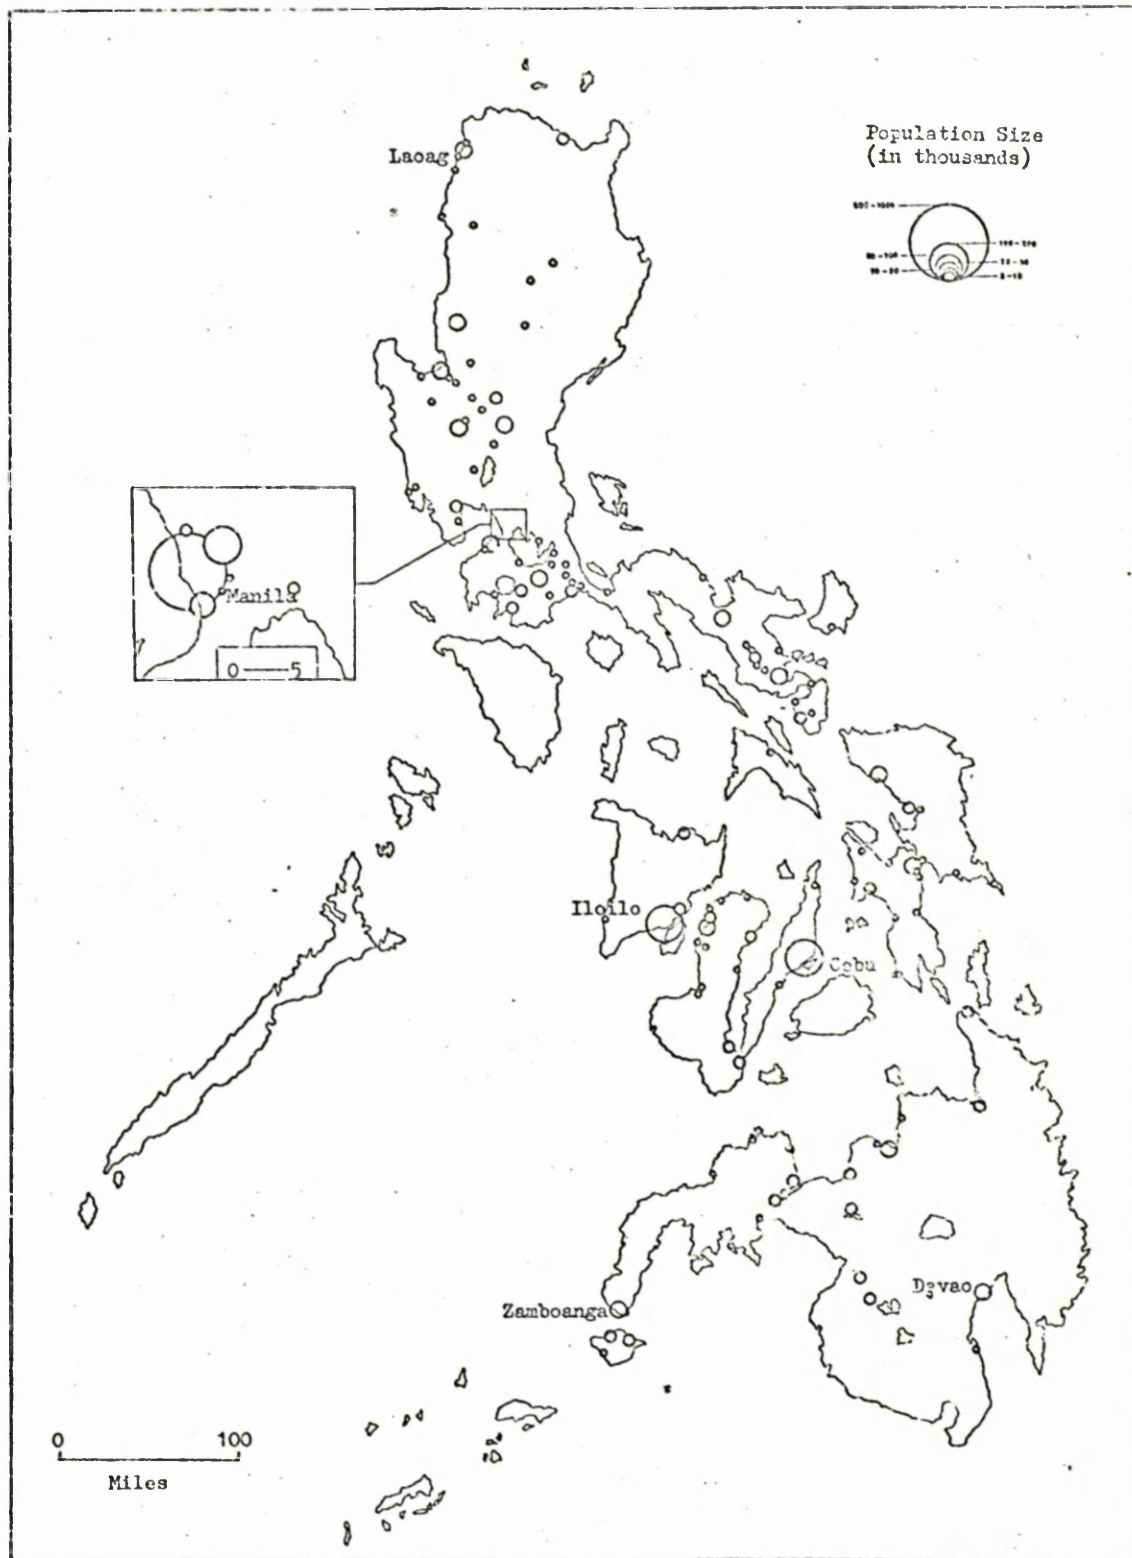 Laoag
Population Size
(in thousands)
Manila
0 5
Iloilo
Cebu
Davao
Zamboanga
0 100
Miles